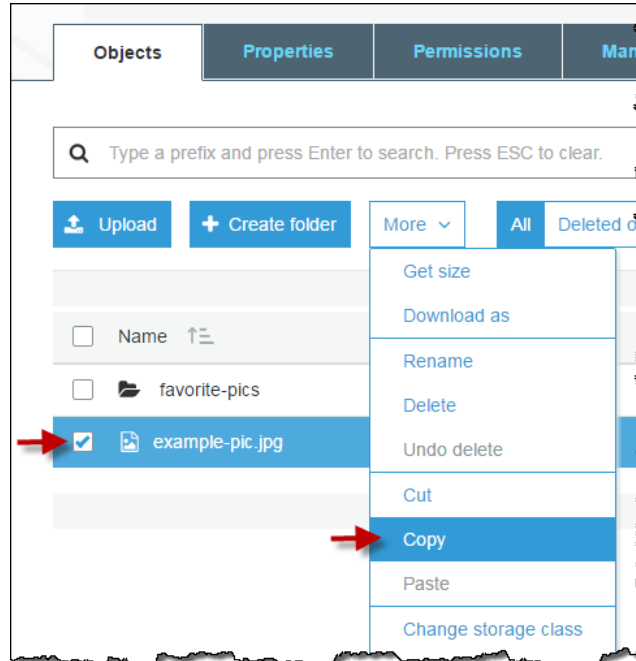 Objects Properties Permissions Man
Type a prefix and press Enter to search. Press ESC to clear.
Upload Create folder More All Deleted o
Get size
Download as
Name
Rename
favorite-pics
Delete
example-pic.jpg
Undo delete
Cut
Copy
Paste
Change storage class